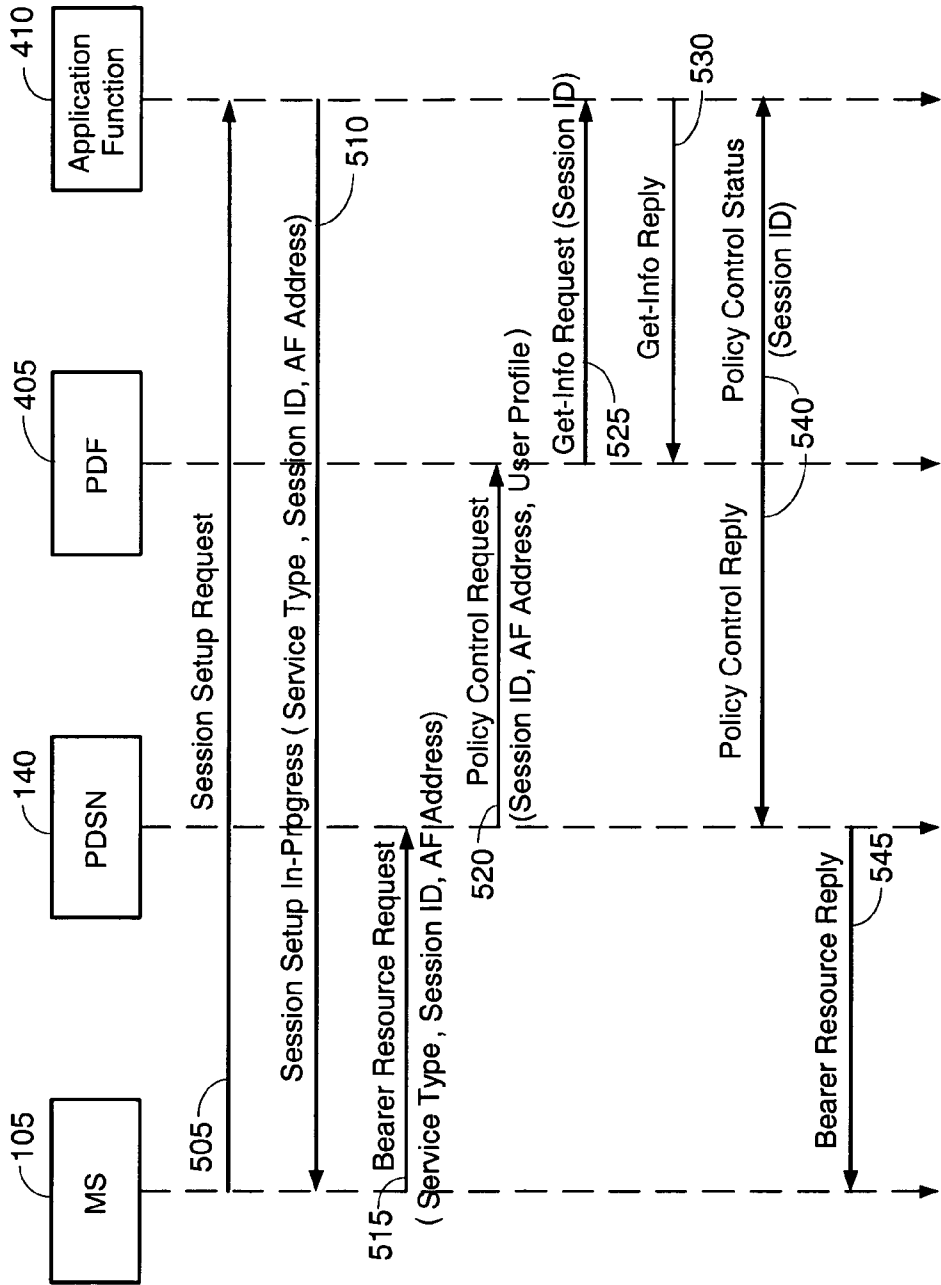 105
MS
140
PDSN
405
PDF
410
Application
Function
Session Setup Request
505
Session Setup In-Progress ( Service Type , Session ID, AF Address)
510
515
Bearer Resource Request
( Service Type , Session ID, AF Address)
520
Policy Control Request
(Session ID, AF Address, User Profile)
Get-Info Request (Session ID)
525
530
Get-Info Reply
Policy Control Reply
Policy Control Status
(Session ID)
540
Bearer Resource Reply
545